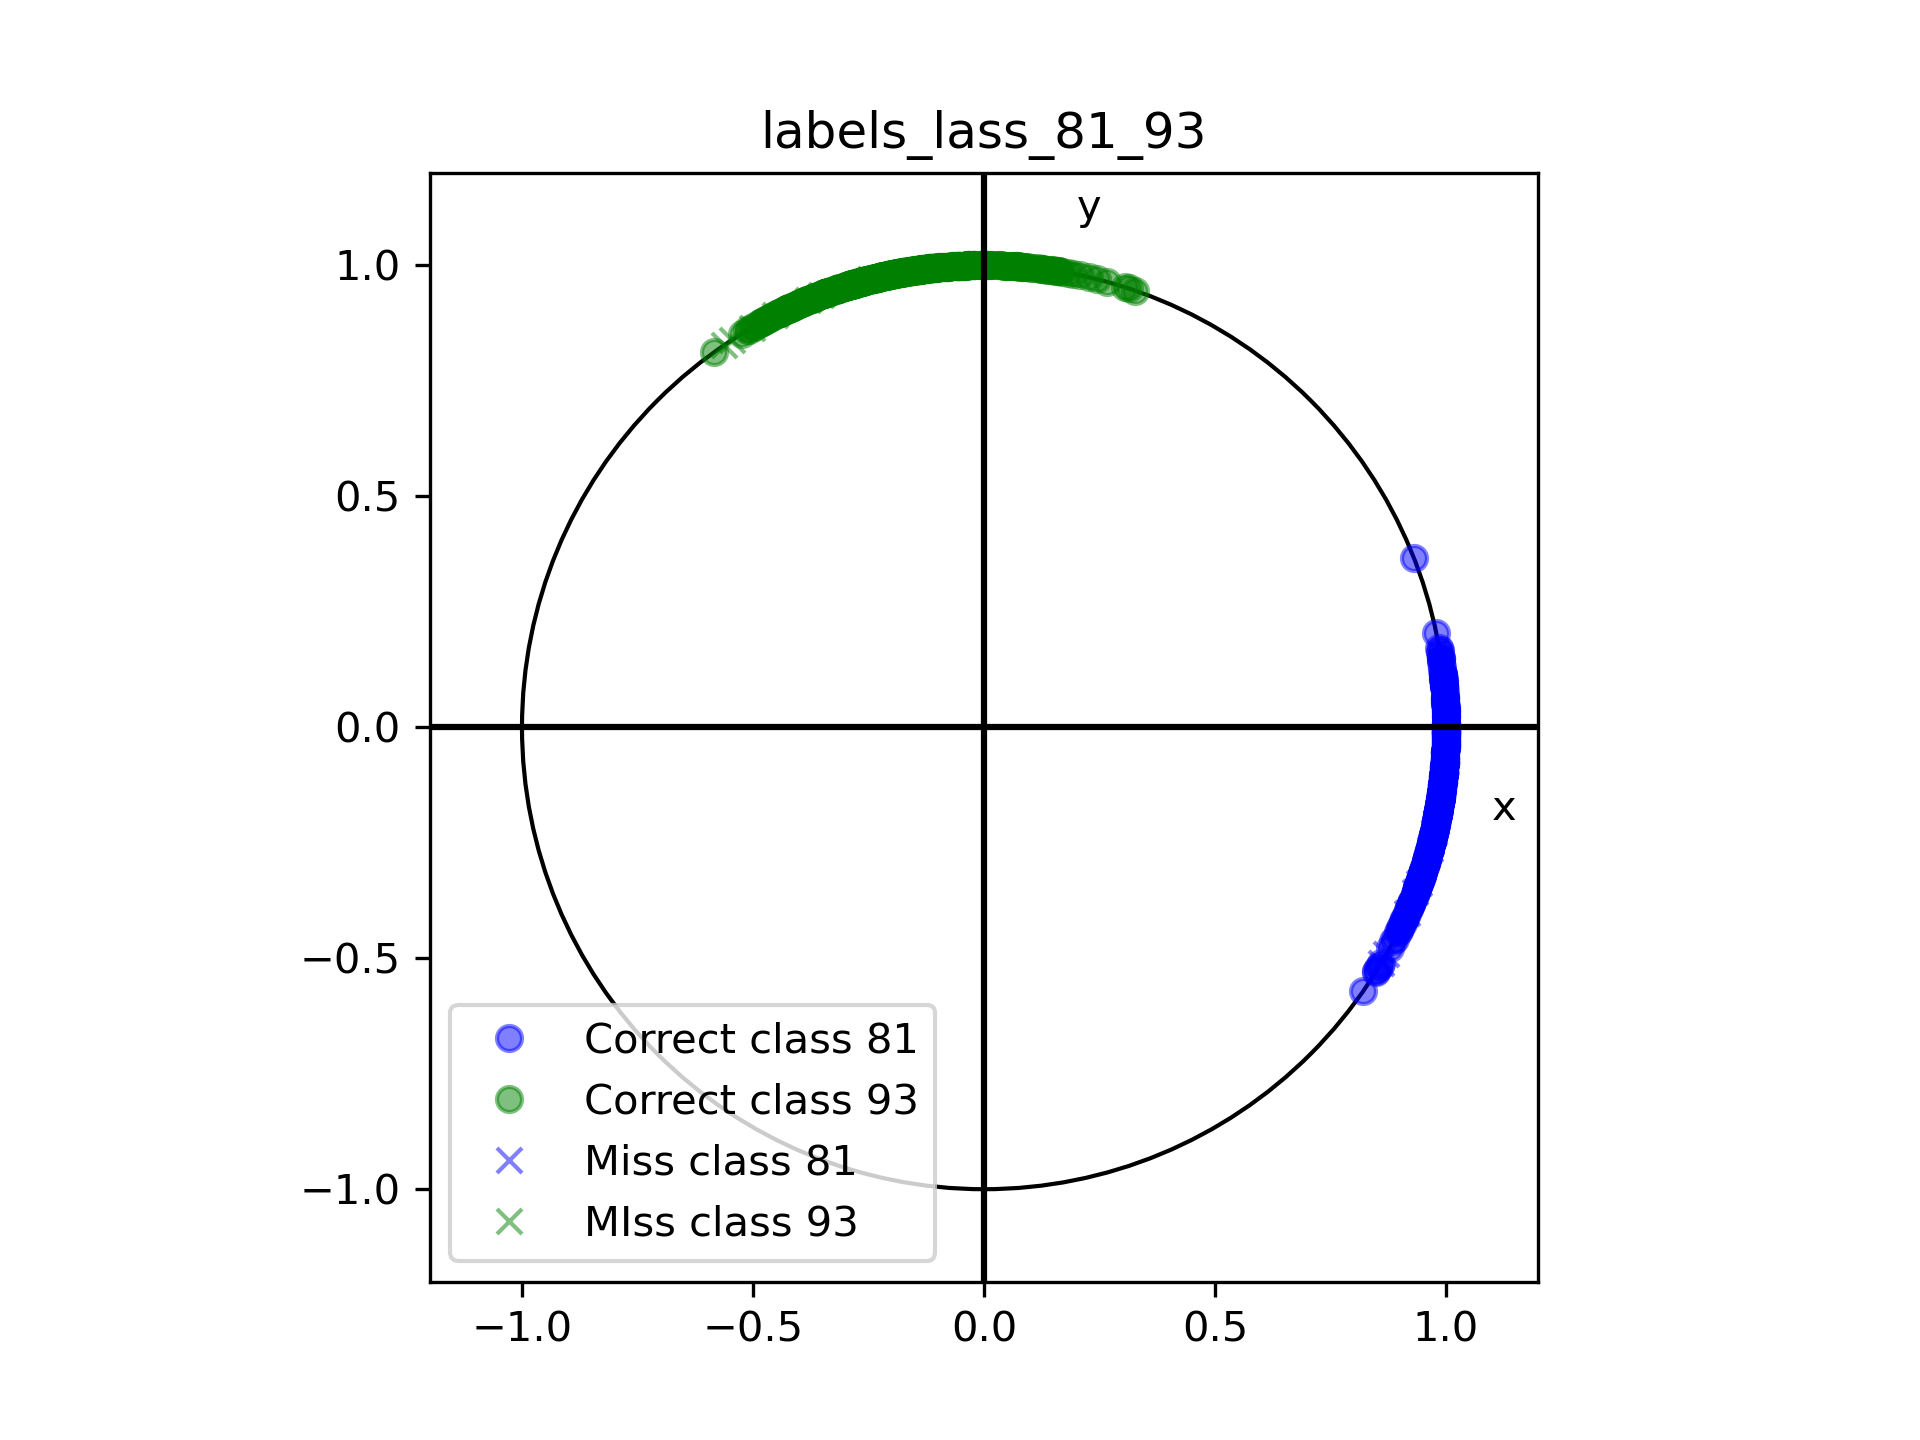 labels_lass_81_93
y
1.0
0.5
0.0
x
−0.5
−1.0
Correct class 81
Correct class 93
Miss class 81
MIss class 93
−1.0 −0.5 0.0 0.5 1.0